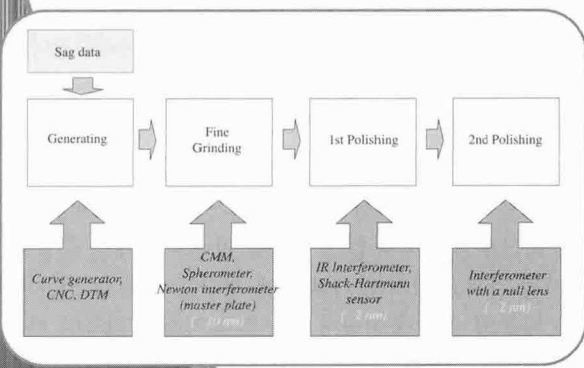 Sag data
Generating
Fine
Grinding
1st Polishing
2nd Polishing
Curve generator,
CNC, DTM
CMM,
Spherometer,
Newton interferometer
(master plate)
IR Interferometer,
Shack-Hartmann
sensor
Interferometer
with a null lens